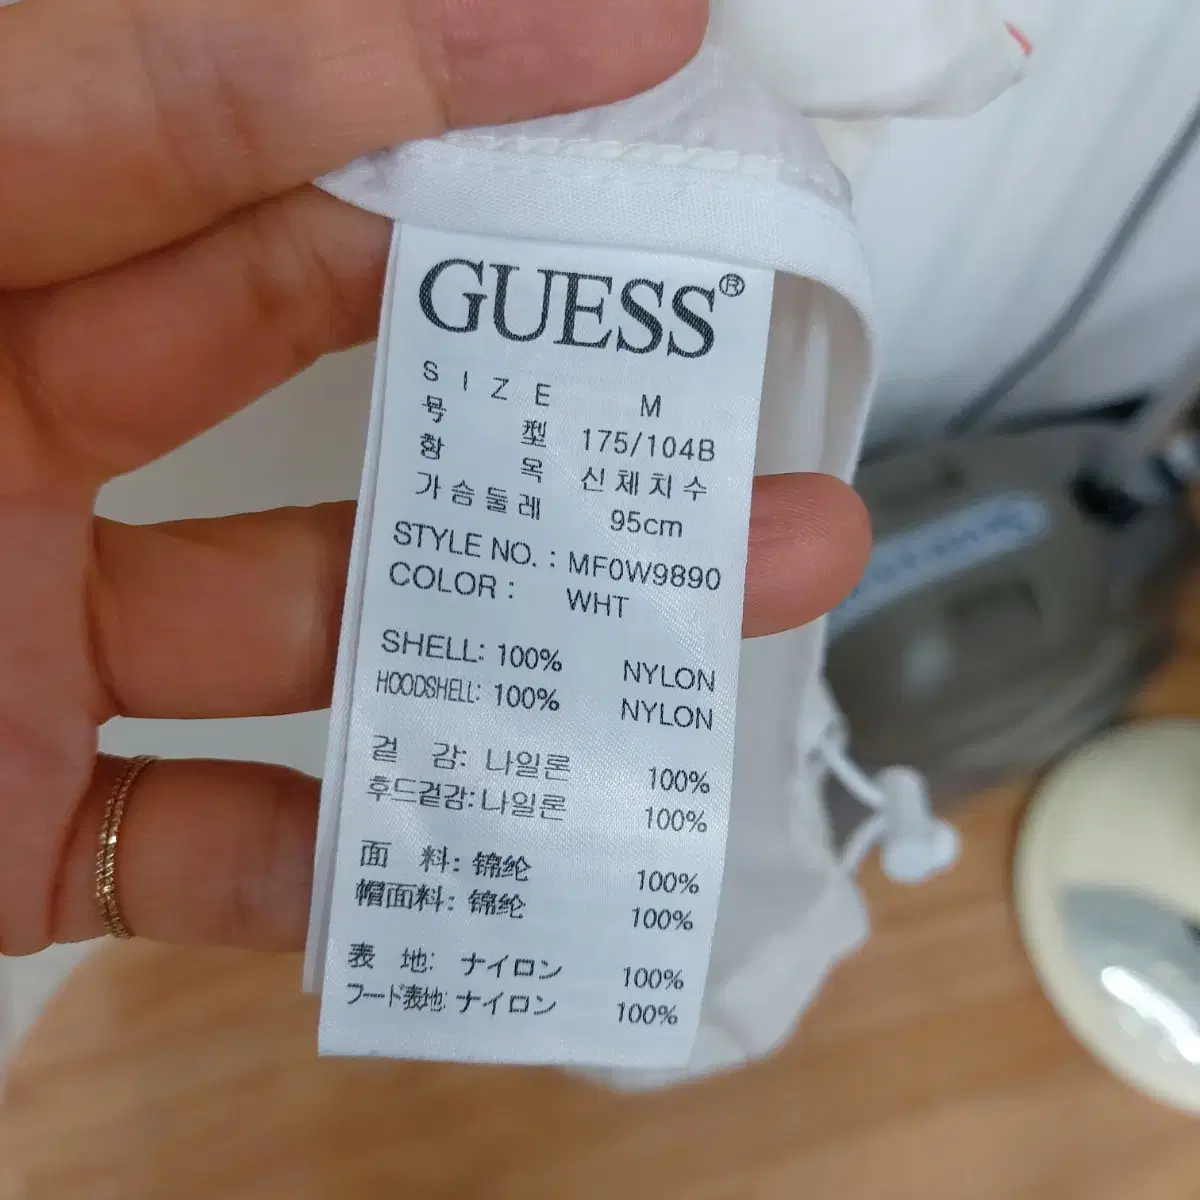 GUESS®
SIZE M
号 型 175/104B
항 목 신체치수
가슴둘레 95cm
STYLE NO. : MF0W9890
COLOR : WHT
SHELL: 100% NYLON
HOODSHELL: 100% NYLON
겉 감: 나일론 100%
후드겉감: 나일론 100%
面 料: 锦纶 100%
帽面料: 锦纶 100%
表 地: ナイロン 100%
フード表地: ナイロン 100%